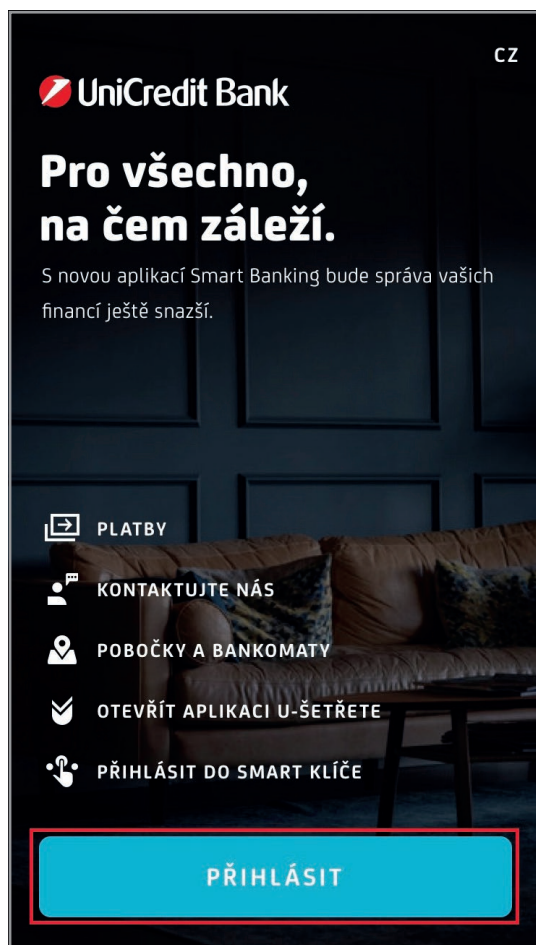 CZ
UniCredit Bank
Pro všechno,
na čem záleží.
S novou aplikací Smart Banking bude správa vašich
financí ještě snazší.
PLATBY
KONTAKTUJTE NÁS
POBOČKY A BANKOMATY
OTEVŘÍT APLIKACI U-ŠETŘETE
PŘIHLÁSIT DO SMART KLÍČE
PŘIHLÁSIT